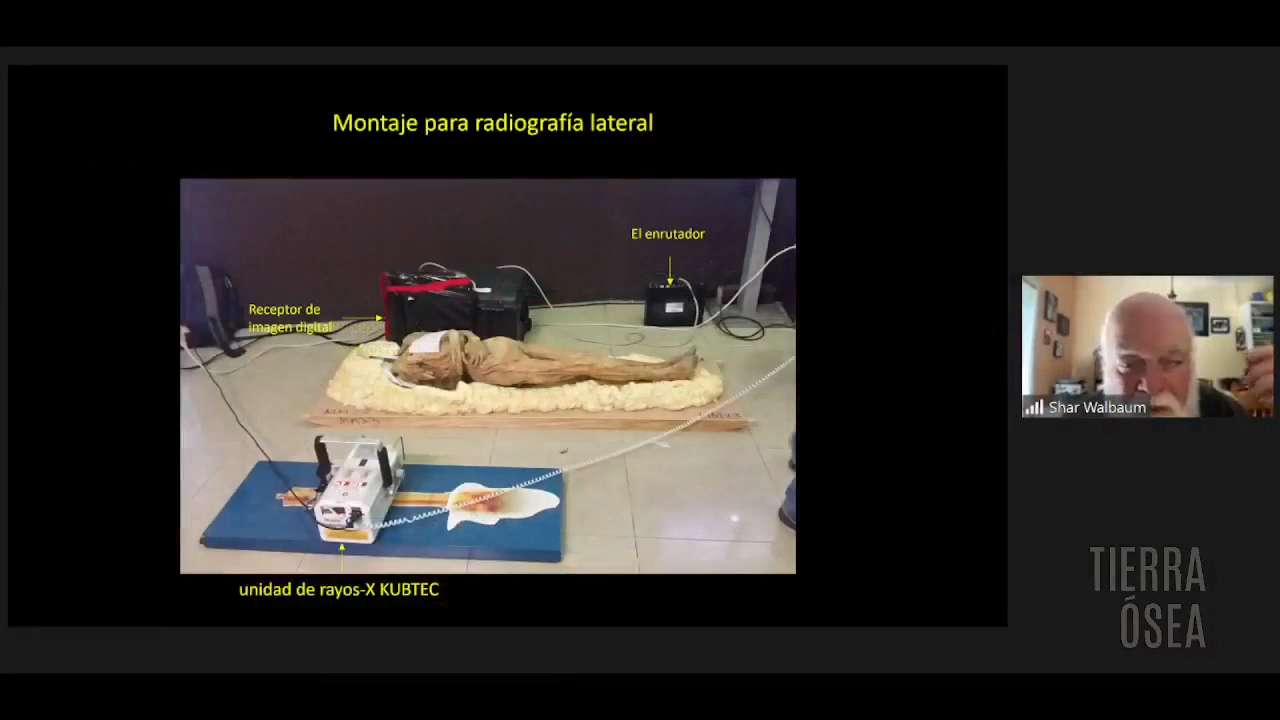 Montaje para radiografía lateral
El enrutador
Receptor de
imagen digital
unidad de rayos-X KUBTEC
Shar Walbaum
TIERRA
ÓSEA